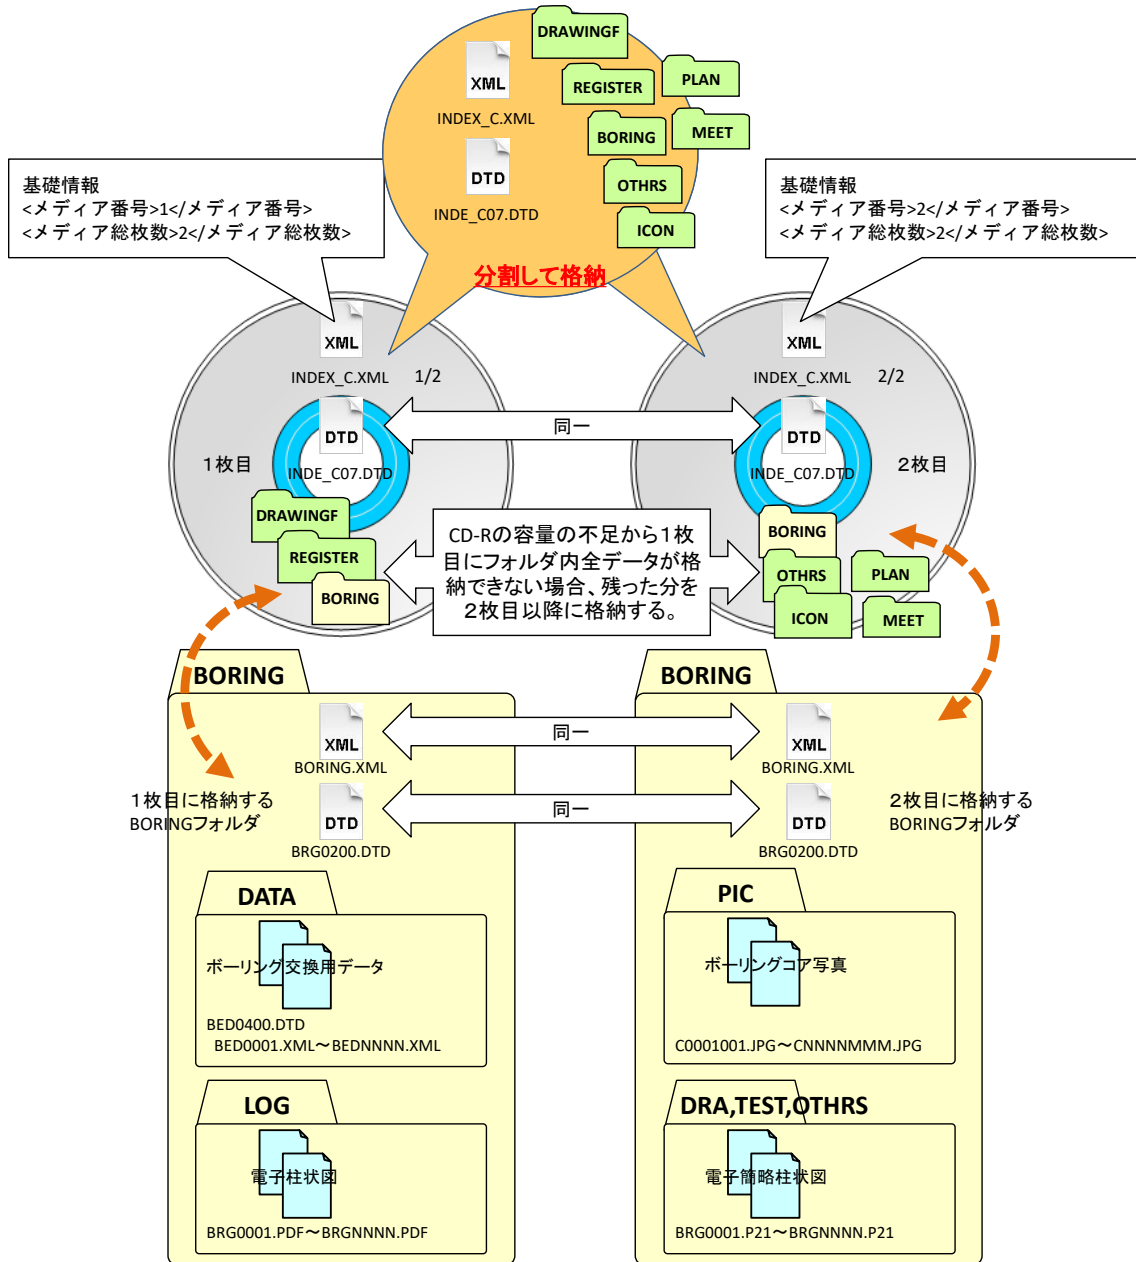 DRAWINGF
XML
REGISTER
PLAN
INDEX_C.XML
BORING
MEET
DTD
OTHRS
INDE_C07.DTD
ICON
分割して格納
基礎情報
<メディア番号>1</メディア番号>
<メディア総枚数>2</メディア総枚数>
基礎情報
<メディア番号>2</メディア番号>
<メディア総枚数>2</メディア総枚数>
XML
INDEX_C.XML
1/2
DTD
1枚目
INDE_C07.DTD
DRAWINGF
REGISTER
BORING
同一
XML
INDEX_C.XML
2/2
DTD
2枚目
INDE_C07.DTD
BORING
OTHRS
PLAN
ICON
MEET
CD-Rの容量の不足から1枚
目にフォルダ内全データが格
納できない場合、残った分を
2枚目以降に格納する。
BORING
XML
BORING.XML
1枚目に格納する
BORINGフォルダ
DTD
BRG0200.DTD
同一
同一
DATA
ボーリング交換用データ
BED0400.DTD
BED0001.XML～BEDNNNN.XML
LOG
電子柱状図
BRG0001.PDF～BRGNNNN.PDF
BORING
XML
BORING.XML
2枚目に格納する
BORINGフォルダ
DTD
BRG0200.DTD
PIC
ボーリングコア写真
C0001001.JPG～CNNNNMMM.JPG
DRA,TEST,OTHRS
電子簡略柱状図
BRG0001.P21～BRGNNNN.P21